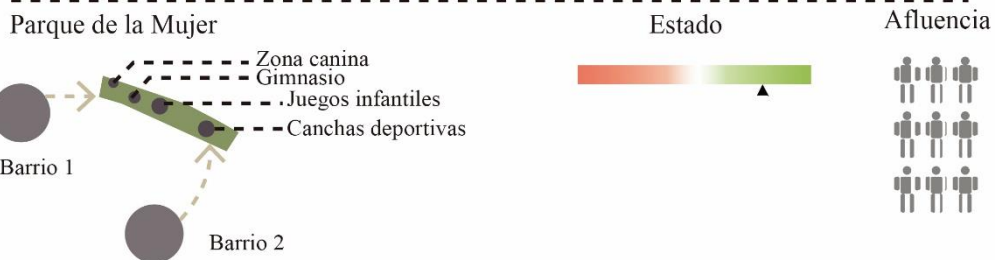 Parque de la Mujer
Estado
Afluencia
Zona canina
Gimnasio
Juegos infantiles
Canchas deportivas
Barrio 1
Barrio 2